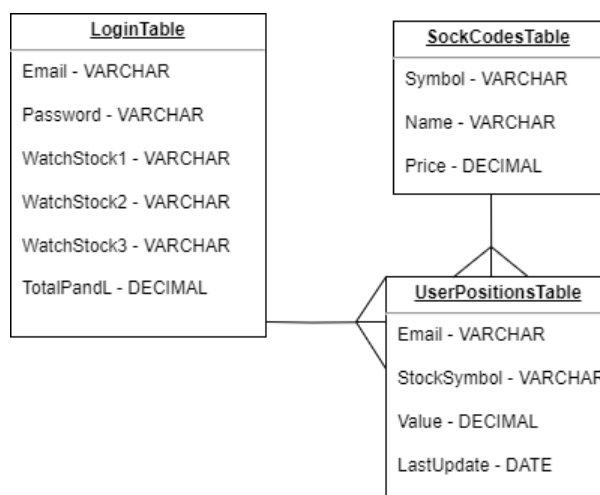 LoginTable
Email - VARCHAR
Password - VARCHAR
WatchStock1 - VARCHAR
WatchStock2 - VARCHAR
WatchStock3 - VARCHAR
TotalPandL - DECIMAL
SockCodesTable
Symbol - VARCHAR
Name - VARCHAR
Price - DECIMAL
UserPositionsTable
Email - VARCHAR
StockSymbol - VARCHAR
Value - DECIMAL
LastUpdate - DATE